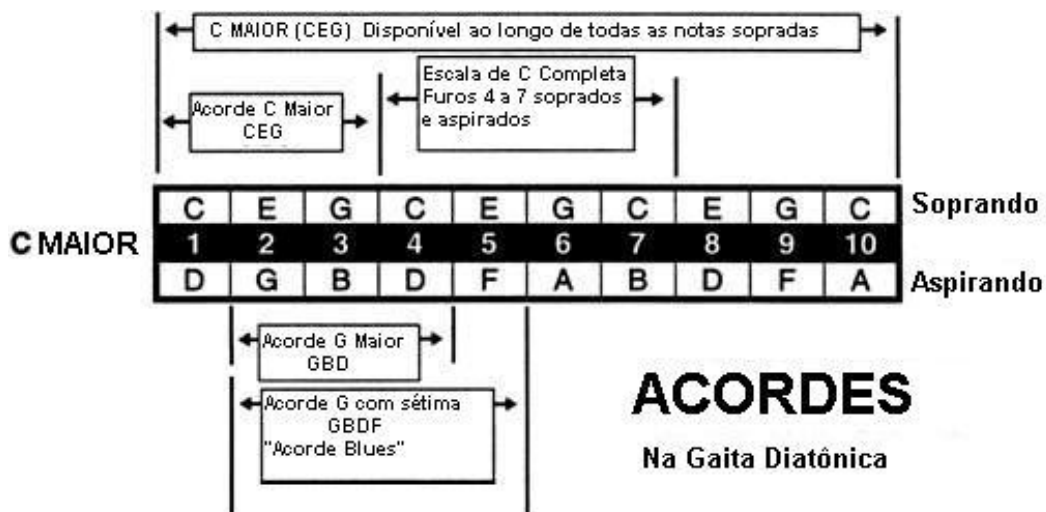 C MAIOR (CEG) Disponível ao longo de todas as notas sopradas
Escala de C Completa
Furos 4 a 7 soprados
e aspirados
Acorde C Maior
CEG
C E G C E G C E G C Soprando
C MAIOR 1 2 3 4 5 6 7 8 9 10
D G B D F A B D F A Aspirando
Acorde G Maior
GBD
Acorde G com sétima
GBDF
"Acorde Blues"
ACORDES
Na Gaita Diatônica